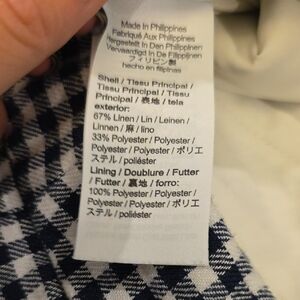 Made In Philippines
Fabriqué Aux Philippines
Hergestellt In Den Philippinen
Vervaardigd In De Filippijnen
フィリピン製
hecho en filipinas
Shell / Tissu Principal /
Tissu Principal / Tissu
Principal / 表地 / tela
exterior:
67% Linen / Lin / Leinen /
Linnen / 麻 / lino
33% Polyester / Polyester /
Polyester / Polyester / ポリエ
ステル / poliéster
Lining / Doublure / Futter
/ Futter / 裏地 / forro:
100% Polyester / Polyester /
Polyester / Polyester / ポリエ
ステル / poliéster